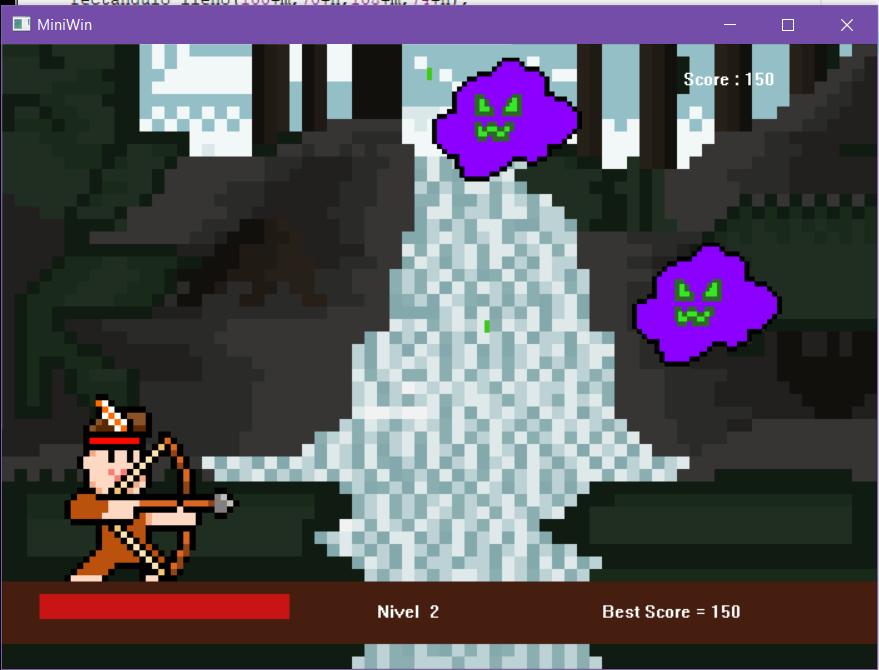 MiniWin
Score : 150
Nivel 2
Best Score = 150